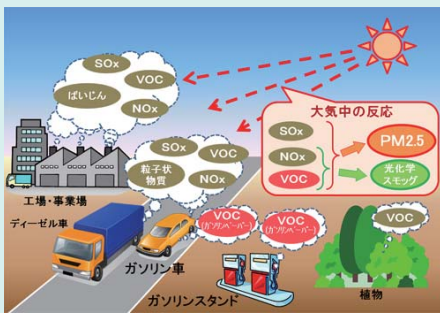 SOx
VOC
ばいじん
NOx
大気中の反応
SOx
NOx
VOC
PM2.5
光化学
スモッグ
SOx
VOC
粒子状
物質
NOx
工場・事業場
ディーゼル車
ガソリン車
VOC
(ガソリンベーパー)
VOC
(ガソリンベーパー)
ガソリンスタンド
VOC
植物